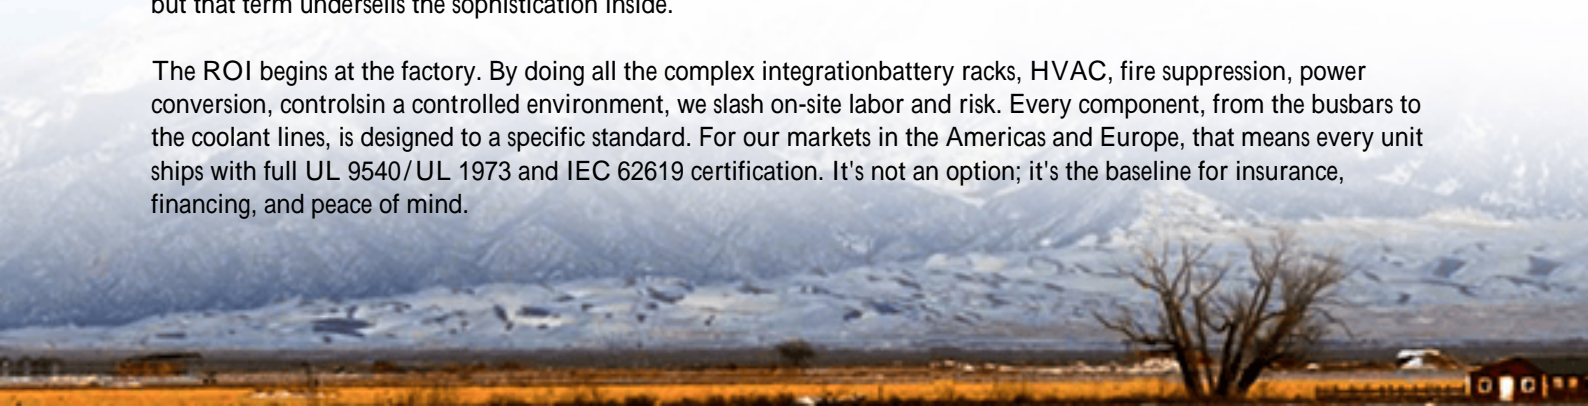 but that term undersells the sophistication inside.
The ROI begins at the factory. By doing all the complex integrationbattery racks, HVAC, fire suppression, power
conversion, controlsin a controlled environment, we slash on-site labor and risk. Every component, from the busbars to
the coolant lines, is designed to a specific standard. For our markets in the Americas and Europe, that means every unit
ships with full UL 9540/UL 1973 and IEC 62619 certification. It's not an option; it's the baseline for insurance,
financing, and peace of mind.